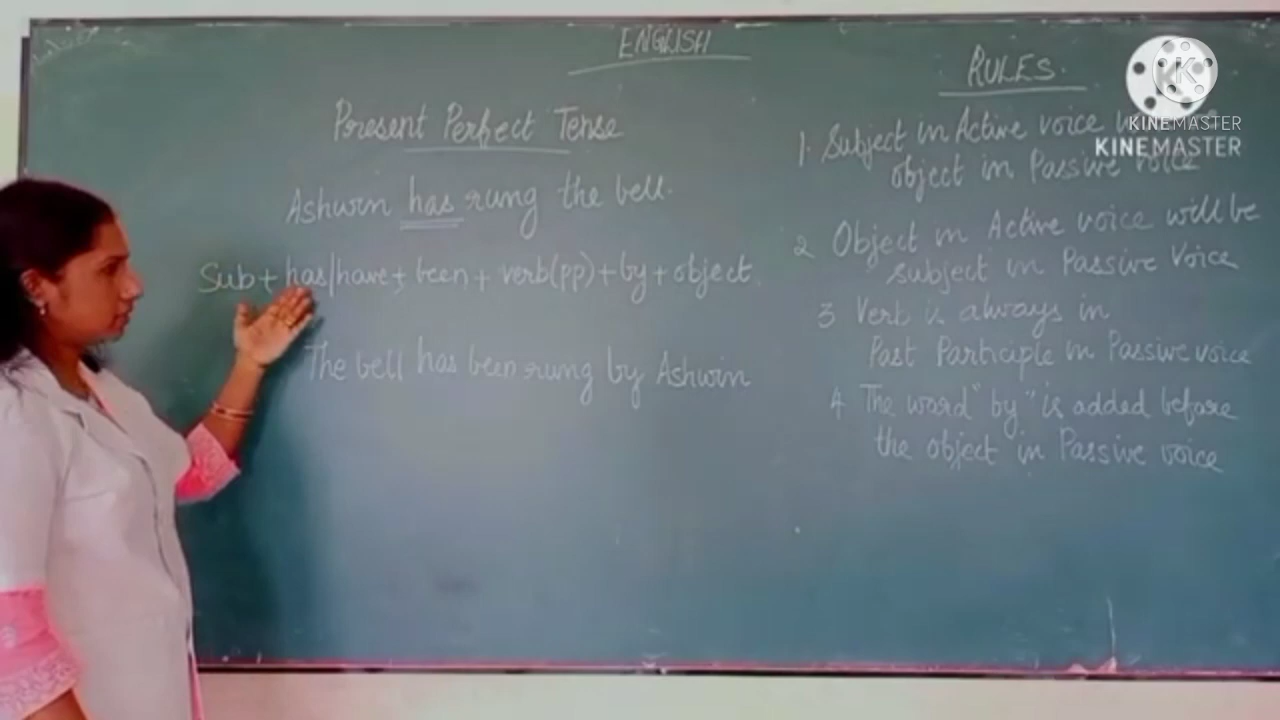 ENGLISH
Present Perfect Tense
Ashwin has rung the bell.
Sub + has/have + been + verb(pp) + by + object.
The bell has been rung by Ashwin
RULES.
1. Subject in Active voice
object in Passive voice
2 Object in Active voice will be
subject in Passive Voice
3 Verb is always in
Past Participle in Passive voice
4 The word "by" is added before
the object in Passive voice
KINEMASTER
KINEMASTER